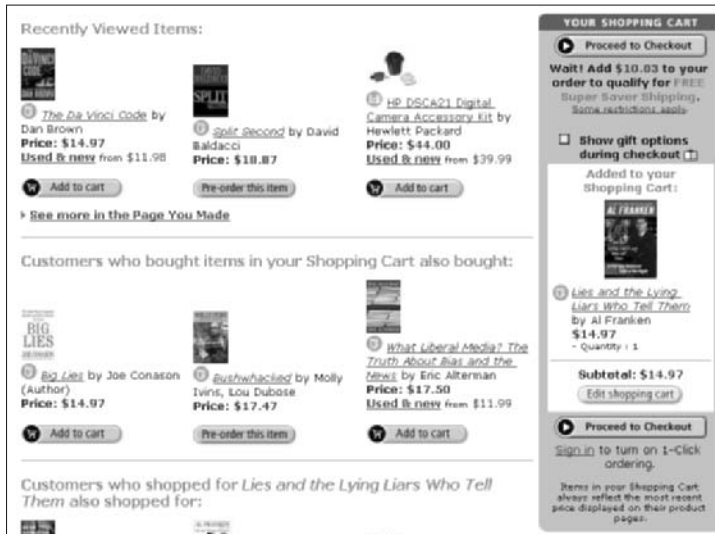 Recently Viewed Items:
DAVINCI
CODE
The Da Vinci Code by
Dan Brown
Price: $14.97
Used & new from $11.98
Add to cart
SPLIT
Split Second by David
Baldacci
Price: $18.87
Pre-order this item
HP DSCA21 Digital
Camera Accessory Kit by
Hewlett Packard
Price: $44.00
Used & new from $39.99
Add to cart
See more in the Page You Made
Customers who bought items in your Shopping Cart also bought:
BIG
LIES
Big Lies by Joe Conason
(Author)
Price: $14.97
Add to cart
Bushwhacked by Molly
Ivins, Lou Dubose
Price: $17.47
Pre-order this item
What Liberal Media? The
Truth About Bias and the
News by Eric Alterman
Price: $17.50
Used & new from $11.99
Add to cart
Customers who shopped for Lies and the Lying Liars Who Tell
Them also shopped for:
YOUR SHOPPING CART
Proceed to Checkout
Wait! Add $10.03 to your
order to qualify for FREE
Super Saver Shipping.
Some restrictions apply
Show gift options
during checkout
Added to your
Shopping Cart:
AL FRANKEN
Lies and the Lying
Liars Who Tell Them
by Al Franken
$14.97
- Quantity : 1
Subtotal: $14.97
Edit shopping cart
Proceed to Checkout
Sign in to turn on 1-Click
ordering.
Items in your Shopping Cart
always reflect the most recent
price displayed on their product
pages.